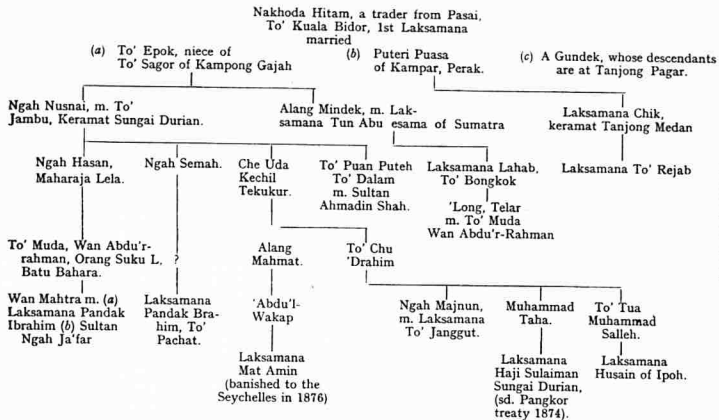 Nakhoda Hitam, a trader from Pasai,
To' Kuala Bidor, 1st Laksamana
married
(a) To' Epok, niece of
To' Sagor of Kampong Gajah
(b) Puteri Puasa
of Kampar, Perak.
(c) A Gundek, whose descendants
are at Tanjong Pagar.
Ngah Nusnai, m. To'
Jambu, Keramat Sungai Durian.
Alang Mindek, m. Lak-
samana Tun Abu esama of Sumatra
Laksamana Chik,
keramat Tanjong Medan
Ngah Hasan,
Maharaja Lela.
Ngah Semah.
Che Uda
Kechil
Tekukur.
To' Puan Puteh
To' Dalam
m. Sultan
Ahmadin Shah.
Laksamana Lahab,
To' Bongkok
Laksamana To' Rejab
'Long, Telar
m. To' Muda
Wan Abdu'r-Rahman
To' Muda, Wan Abdu'r-
rahman, Orang Suku L.
Batu Bahara.
?
Alang
Mahmat.
To' Chu
'Drahim
Wan Mahtra m. (a)
Laksamana Pandak
Ibrahim (b) Sultan
Ngah Ja'far
Laksamana
Pandak Bra-
him, To'
Pachat.
'Abdu'l-
Wakap
Ngah Majnun,
m. Laksamana
To' Janggut.
Muhammad
Taha.
To' Tua
Muhammad
Salleh.
Laksamana
Mat Amin
(banished to the
Seychelles in 1876)
Laksamana
Haji Sulaiman
Sungai Durian,
(sd. Pangkor
treaty 1874).
Laksamana
Husain of Ipoh.